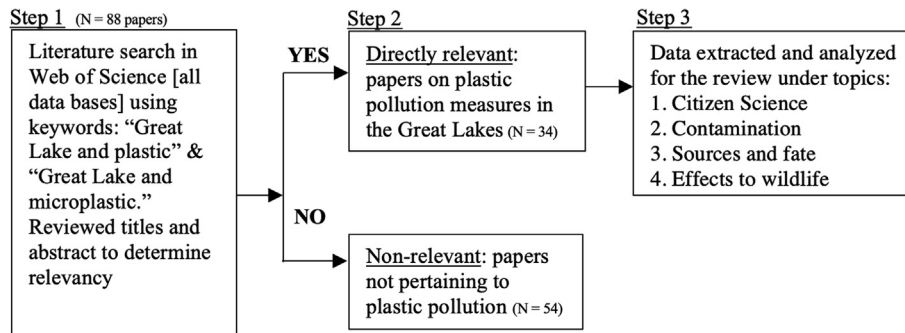 Step 1 (N = 88 papers)
Literature search in
Web of Science [all
data bases] using
keywords: “Great
Lake and plastic” &
“Great Lake and
microplastic.”
Reviewed titles and
abstract to determine
relevancy
YES
NO
Step 2
Directly relevant:
papers on plastic
pollution measures in
the Great Lakes (N = 34)
Non-relevant: papers
not pertaining to
plastic pollution (N = 54)
Step 3
Data extracted and analyzed
for the review under topics:
1. Citizen Science
2. Contamination
3. Sources and fate
4. Effects to wildlife